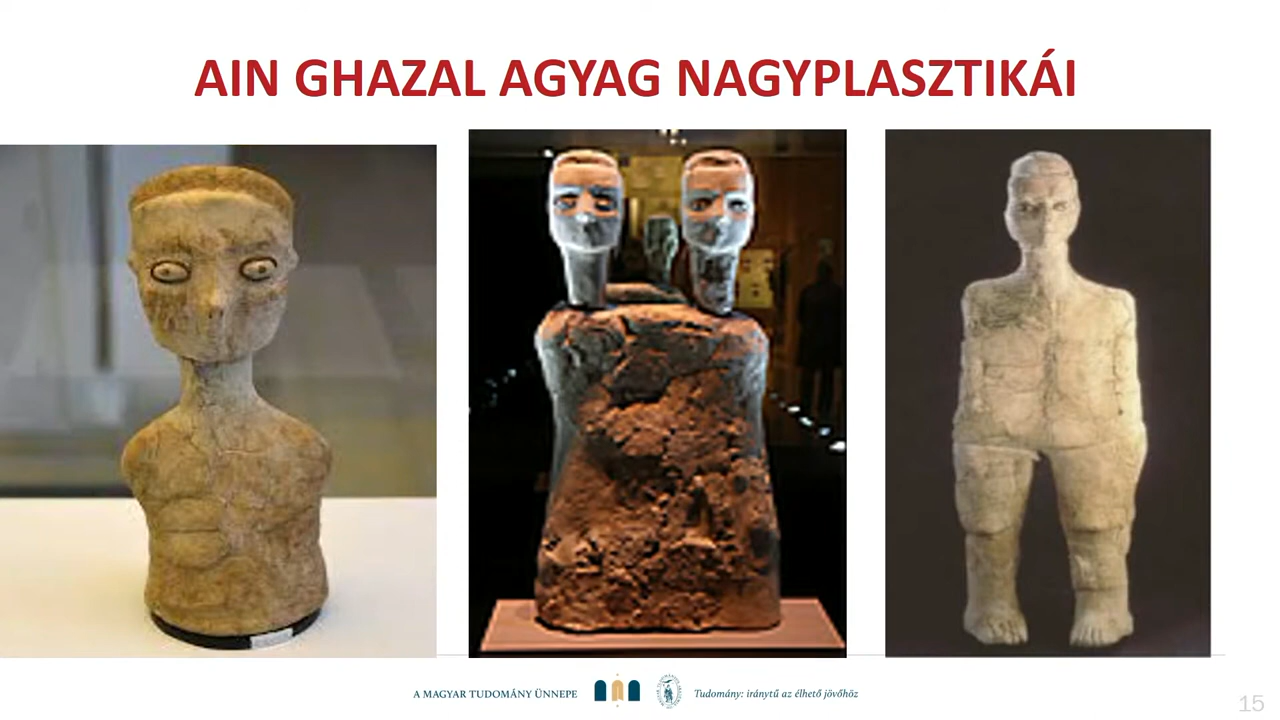 AIN GHAZAL AGYAG NAGYPLASZTIKÁI
A MAGYAR TUDOMÁNY ÜNNEPE
Tudomány: iránytű az élhető jövőhöz
15